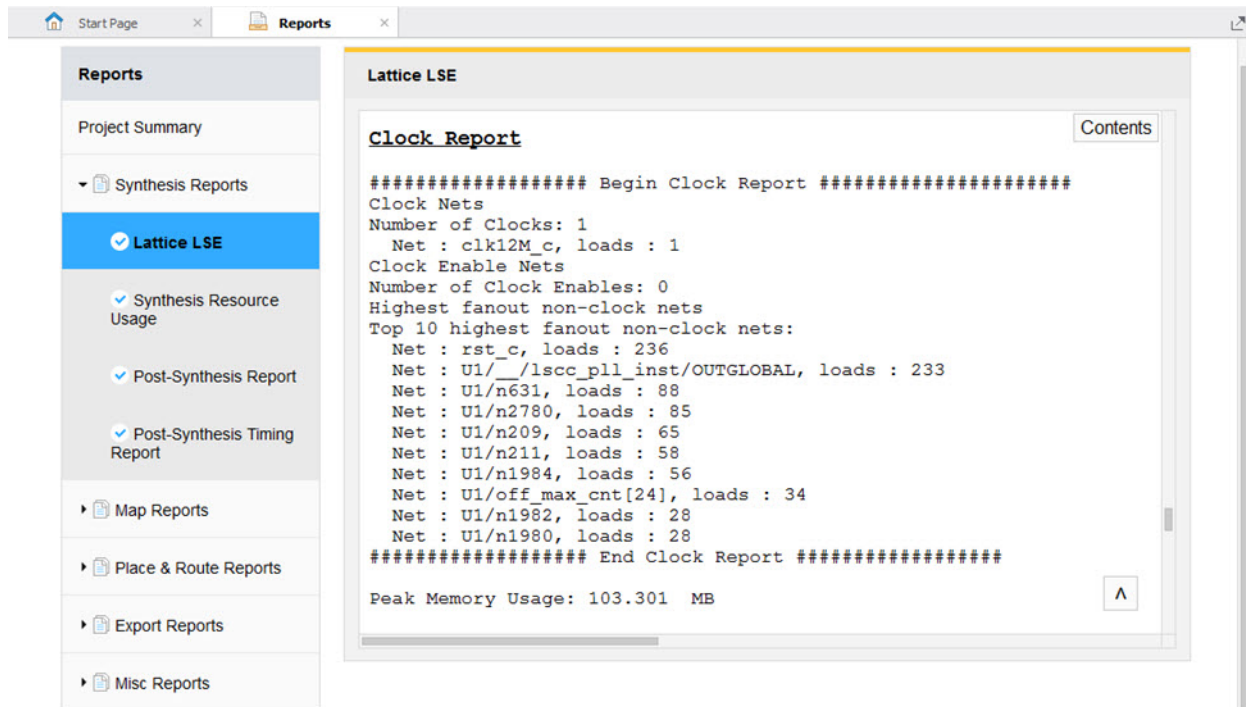 Start Page
Reports
Reports
Project Summary
Synthesis Reports
Lattice LSE
Synthesis Resource
Usage
Post-Synthesis Report
Post-Synthesis Timing
Report
Map Reports
Place & Route Reports
Export Reports
Misc Reports
Lattice LSE
Contents
Clock Report
################### Begin Clock Report ######################
Clock Nets
Number of Clocks: 1
Net : clk12M_c, loads : 1
Clock Enable Nets
Number of Clock Enables: 0
Highest fanout non-clock nets
Top 10 highest fanout non-clock nets:
Net : rst_c, loads : 236
Net : U1/__/lscc_pll_inst/OUTGLOBAL, loads : 233
Net : U1/n631, loads : 88
Net : U1/n2780, loads : 85
Net : U1/n209, loads : 65
Net : U1/n211, loads : 58
Net : U1/n1984, loads : 56
Net : U1/off_max_cnt[24], loads : 34
Net : U1/n1982, loads : 28
Net : U1/n1980, loads : 28
################### End Clock Report ##################
Peak Memory Usage: 103.301  MB